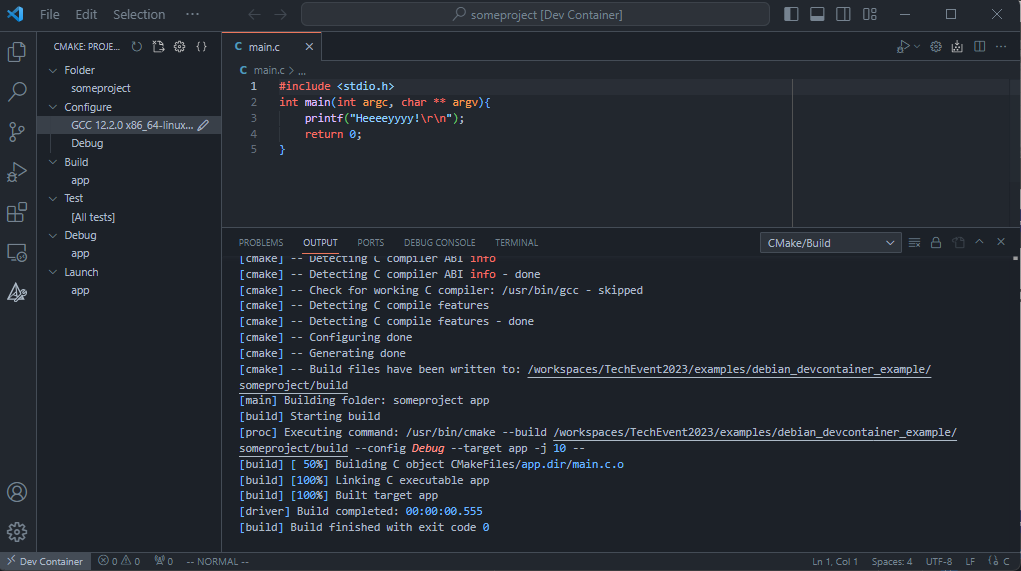 File Edit Selection ··· someproject [Dev Container]
CMAKE: PROJE...
Folder
someproject
Configure
GCC 12.2.0 x86_64-linux...
Debug
Build
app
Test
[All tests]
Debug
app
Launch
app
C main.c
C main.c > ...
1 #include <stdio.h>
2 int main(int argc, char ** argv){
3 printf("Heeeeyyyy!\r\n");
4 return 0;
5 }
PROBLEMS OUTPUT PORTS DEBUG CONSOLE TERMINAL CMake/Build
[cmake] -- Detecting C compiler ABI info
[cmake] -- Detecting C compiler ABI info - done
[cmake] -- Check for working C compiler: /usr/bin/gcc - skipped
[cmake] -- Detecting C compile features
[cmake] -- Detecting C compile features - done
[cmake] -- Configuring done
[cmake] -- Generating done
[cmake] -- Build files have been written to: /workspaces/TechEvent2023/examples/debian_devcontainer_example/
someproject/build
[main] Building folder: someproject app
[build] Starting build
[proc] Executing command: /usr/bin/cmake --build /workspaces/TechEvent2023/examples/debian_devcontainer_example/
someproject/build --config Debug --target app -j 10 --
[build] [ 50%] Building C object CMakeFiles/app.dir/main.c.o
[build] [100%] Linking C executable app
[build] [100%] Built target app
[driver] Build completed: 00:00:00.555
[build] Build finished with exit code 0
Dev Container 0 0 0 -- NORMAL -- Ln 1, Col 1 Spaces: 4 UTF-8 LF C